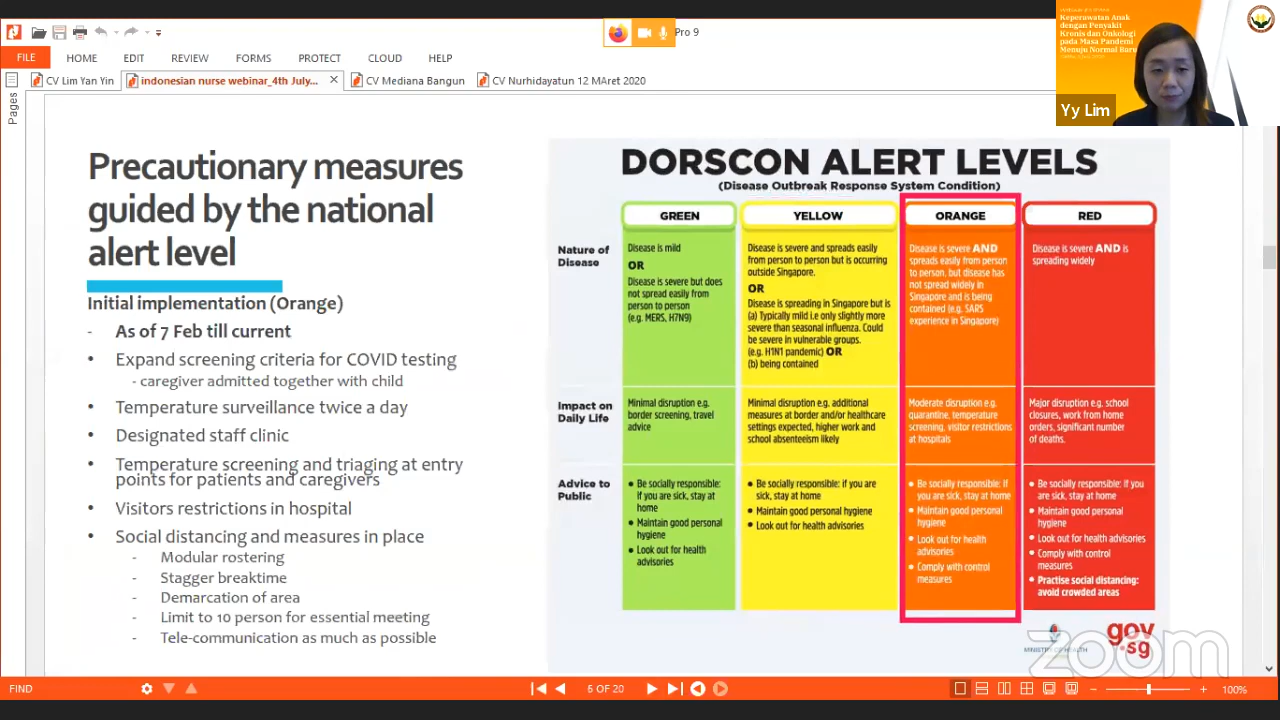 Pro 9
FILE
HOME
EDIT
REVIEW
FORMS
PROTECT
CLOUD
HELP
CV Lim Yan Yin
indonesian nurse webinar_4th July...
CV Mediana Bangun
CV Nurhidayatun 12 MAret 2020
Pages
Keperawatan Anak
dengan Penyakit
Kronis dan Onkologi
pada Masa Pandemi
Menuju Normal Baru
Yy Lim
Precautionary measures
guided by the national
alert level
Initial implementation (Orange)
- As of 7 Feb till current
• Expand screening criteria for COVID testing
- caregiver admitted together with child
• Temperature surveillance twice a day
• Designated staff clinic
• Temperature screening and triaging at entry
points for patients and caregivers
• Visitors restrictions in hospital
• Social distancing and measures in place
- Modular rostering
- Stagger breaktime
- Demarcation of area
- Limit to 10 person for essential meeting
- Tele-communication as much as possible
DORSCON ALERT LEVELS
(Disease Outbreak Response System Condition)
GREEN
YELLOW
ORANGE
RED
Nature of
Disease
Disease is mild
OR
Disease is severe but does
not spread easily from
person to person
(e.g. MERS, H7N9)
Disease is severe and spreads easily
from person to person but is occurring
outside Singapore.
OR
Disease is spreading in Singapore but is
(a) Typically mild i.e only slightly more
severe than seasonal influenza. Could
be severe in vulnerable groups.
(e.g. H1N1 pandemic) OR
(b) being contained
Disease is severe AND
spreads easily from person
to person, but disease has
not spread widely in
Singapore and is being
contained (e.g. SARS
experience in Singapore)
Disease is severe AND is
spreading widely
Impact on
Daily Life
Minimal disruption e.g.
border screening, travel
advice
Minimal disruption e.g. additional
measures at border and/or healthcare
settings expected, higher work and
school absenteeism likely
Moderate disruption e.g.
quarantine, temperature
screening, visitor restrictions
at hospitals
Major disruption e.g. school
closures, work from home
orders, significant number
of deaths.
Advice to
Public
• Be socially responsible:
if you are sick, stay at
home
• Maintain good personal
hygiene
• Look out for health
advisories
• Be socially responsible: if you are
sick, stay at home
• Maintain good personal hygiene
• Look out for health advisories
• Be socially responsible: if
you are sick, stay at home
• Maintain good personal
hygiene
• Look out for health
advisories
• Comply with control
measures
• Be socially responsible: if you
are sick, stay at home
• Maintain good personal
hygiene
• Look out for health advisories
• Comply with control
measures
• Practise social distancing:
avoid crowded areas
MINISTRY OF HEALTH
gov
.sg
zoom
FIND
6 OF 20
100%